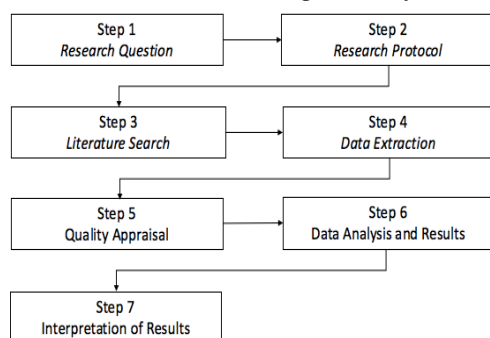 Step 1
Research Question
Step 2
Research Protocol
Step 3
Literature Search
Step 4
Data Extraction
Step 5
Quality Appraisal
Step 6
Data Analysis and Results
Step 7
Interpretation of Results